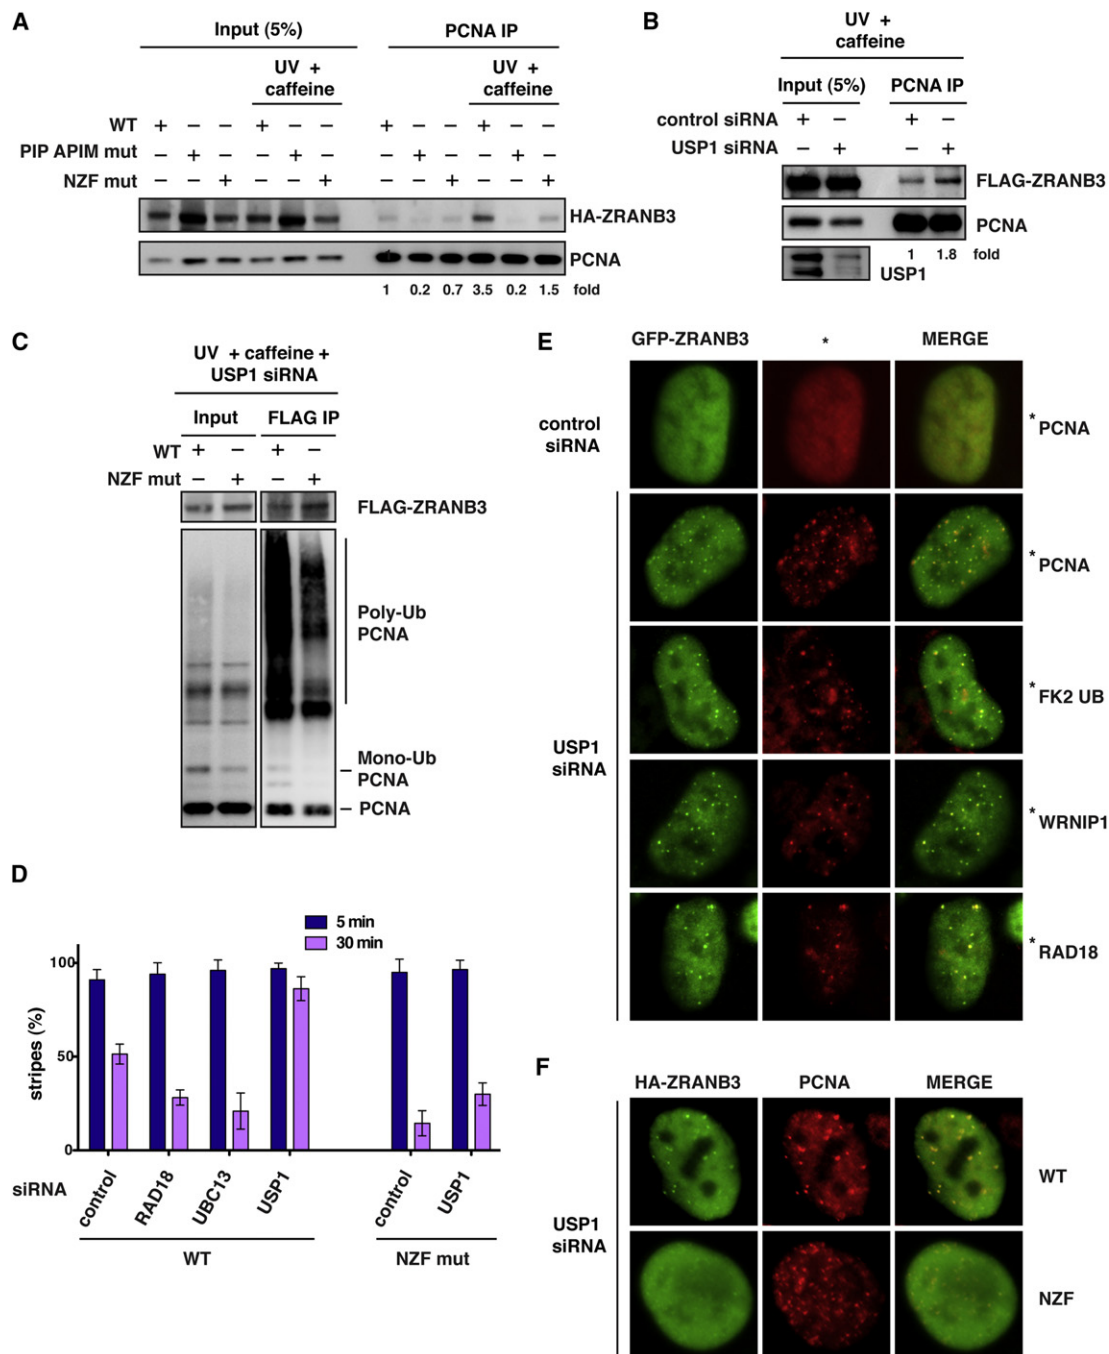 A
Input (5%) PCNA IP
UV + UV +
caffeine caffeine
WT + – – + – – + – – + – –
PIP APIM mut – + – – + – – + – – + –
NZF mut – – + – – + – – + – – +
HA-ZRANB3
PCNA
1 0.2 0.7 3.5 0.2 1.5 fold
B
UV +
caffeine
Input (5%) PCNA IP
control siRNA + – + –
USP1 siRNA – + – +
FLAG-ZRANB3
PCNA
1 1.8 fold
USP1
C
UV + caffeine +
USP1 siRNA
Input FLAG IP
WT + – + –
NZF mut – + – +
FLAG-ZRANB3
Poly-Ub
PCNA
Mono-Ub
PCNA
PCNA
D
5 min
30 min
stripes (%)
100
50
0
siRNA
control RAD18 UBC13 USP1 control USP1
WT NZF mut
E
GFP-ZRANB3 * MERGE
control
siRNA
* PCNA
USP1
siRNA
* PCNA
* FK2 UB
* WRNIP1
* RAD18
F
HA-ZRANB3 PCNA MERGE
USP1
siRNA
WT
NZF